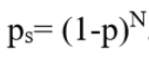 pₛ= (1-p)ᴺ